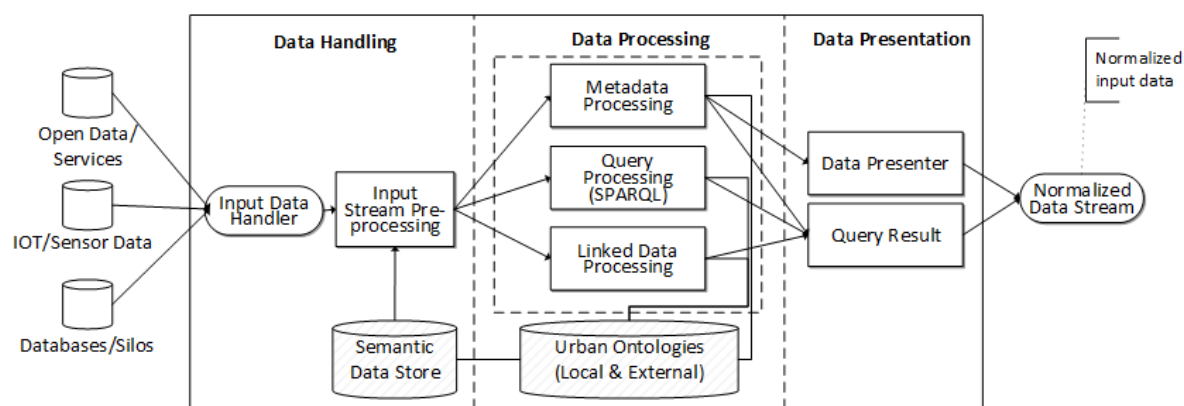 Data Handling
Data Processing
Data Presentation
Normalized
input data
Open Data/
Services
IOT/Sensor Data
Databases/Silos
Input Data
Handler
Input
Stream Pre-
processing
Metadata
Processing
Query
Processing
(SPARQL)
Linked Data
Processing
Data Presenter
Query Result
Normalized
Data Stream
Semantic
Data Store
Urban Ontologies
(Local & External)